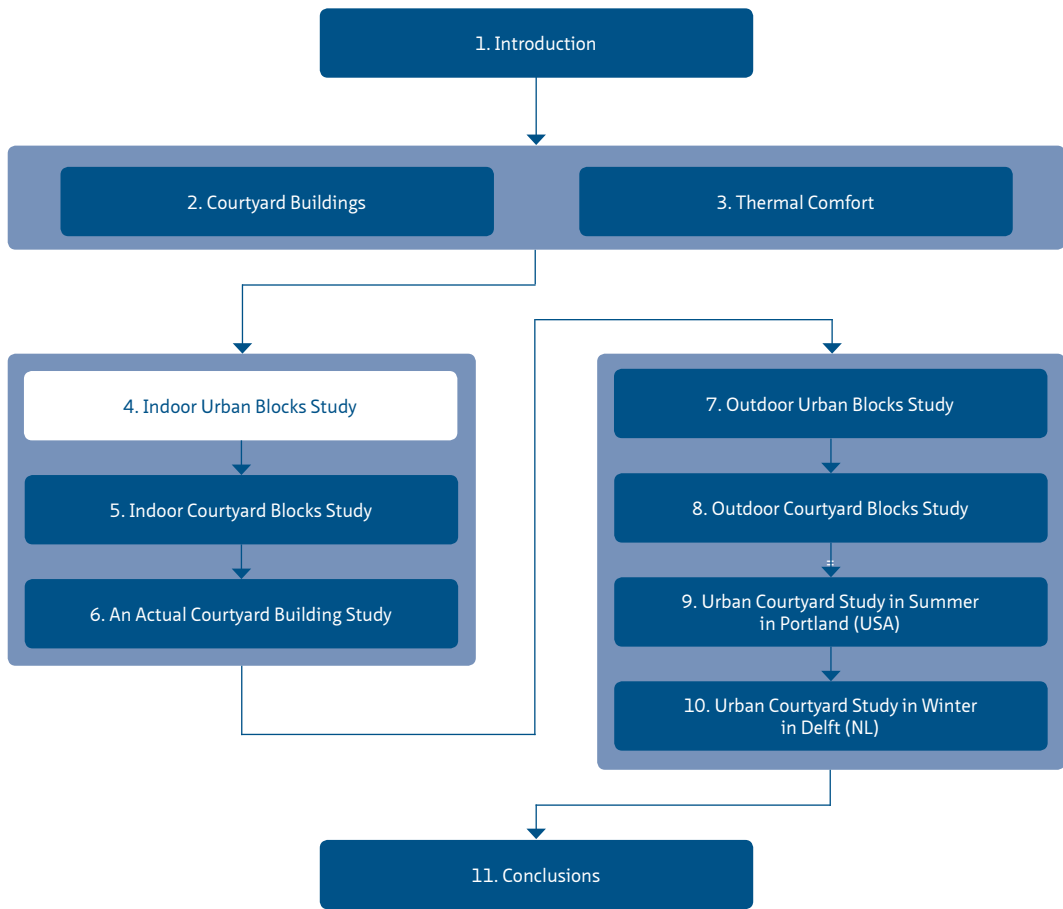 1. Introduction
2. Courtyard Buildings
3. Thermal Comfort
4. Indoor Urban Blocks Study
5. Indoor Courtyard Blocks Study
6. An Actual Courtyard Building Study
7. Outdoor Urban Blocks Study
8. Outdoor Courtyard Blocks Study
9. Urban Courtyard Study in Summer
in Portland (USA)
10. Urban Courtyard Study in Winter
in Delft (NL)
11. Conclusions